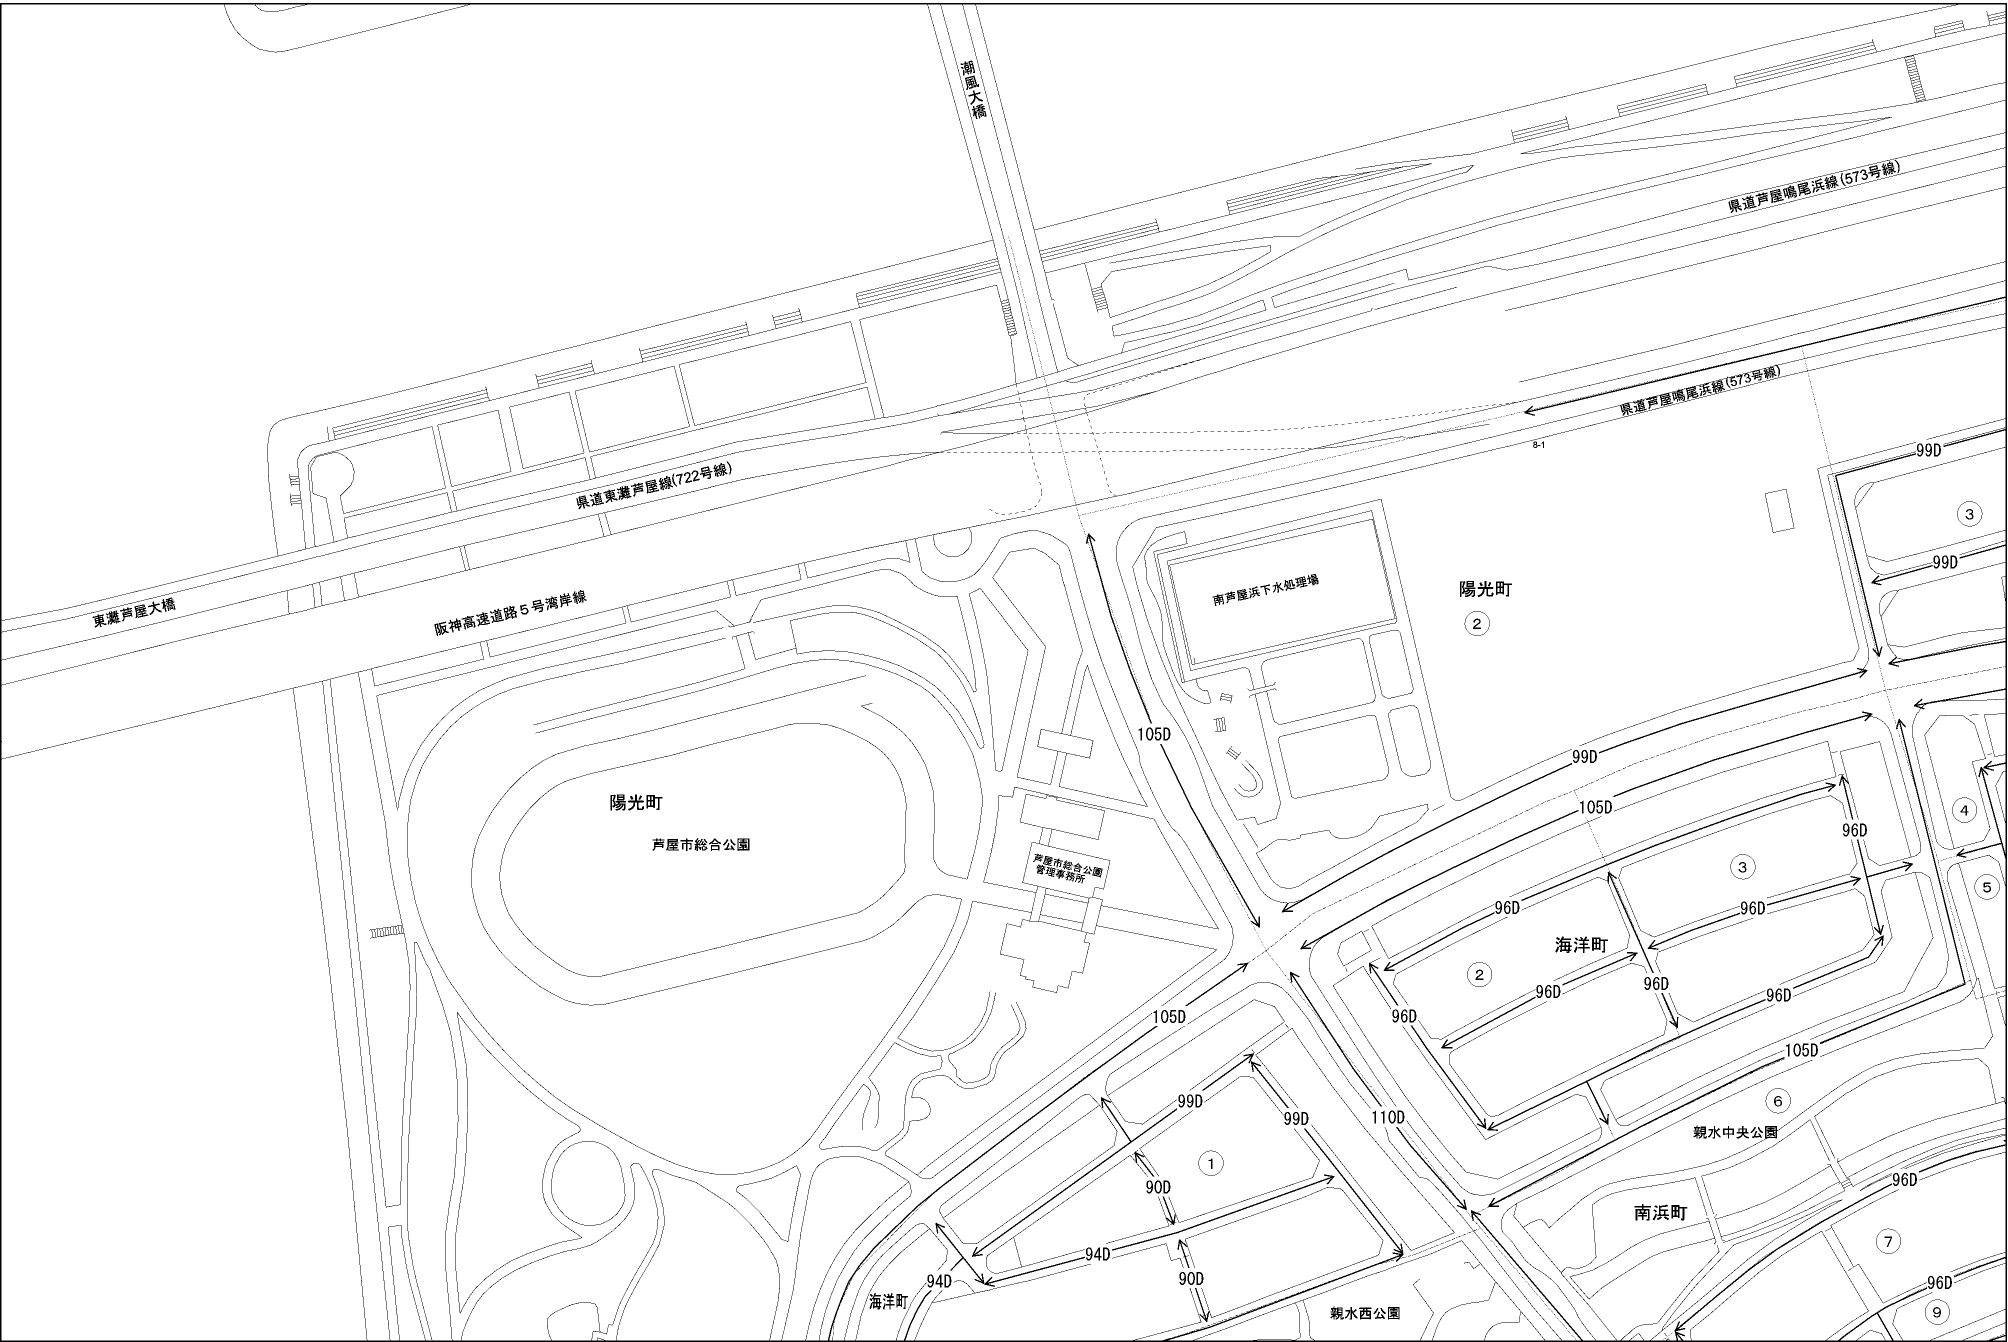 潮風大橋
県道芦屋鳴尾浜線(573号線)
県道芦屋鳴尾浜線(573号線)
8-1
99D
県道東灘芦屋線(722号線)
③
99D
東灘芦屋大橋
阪神高速道路5号湾岸線
南芦屋浜下水処理場
陽光町
②
105D
99D
陽光町
芦屋市総合公園
105D
④
96D
芦屋市総合公園
管理事務所
③
⑤
96D
96D
海洋町
②
96D
96D
96D
96D
105D
96D
105D
99D
99D
110D
⑥
親水中央公園
①
90D
96D
南浜町
⑦
94D
94D
90D
96D
海洋町
親水西公園
⑨